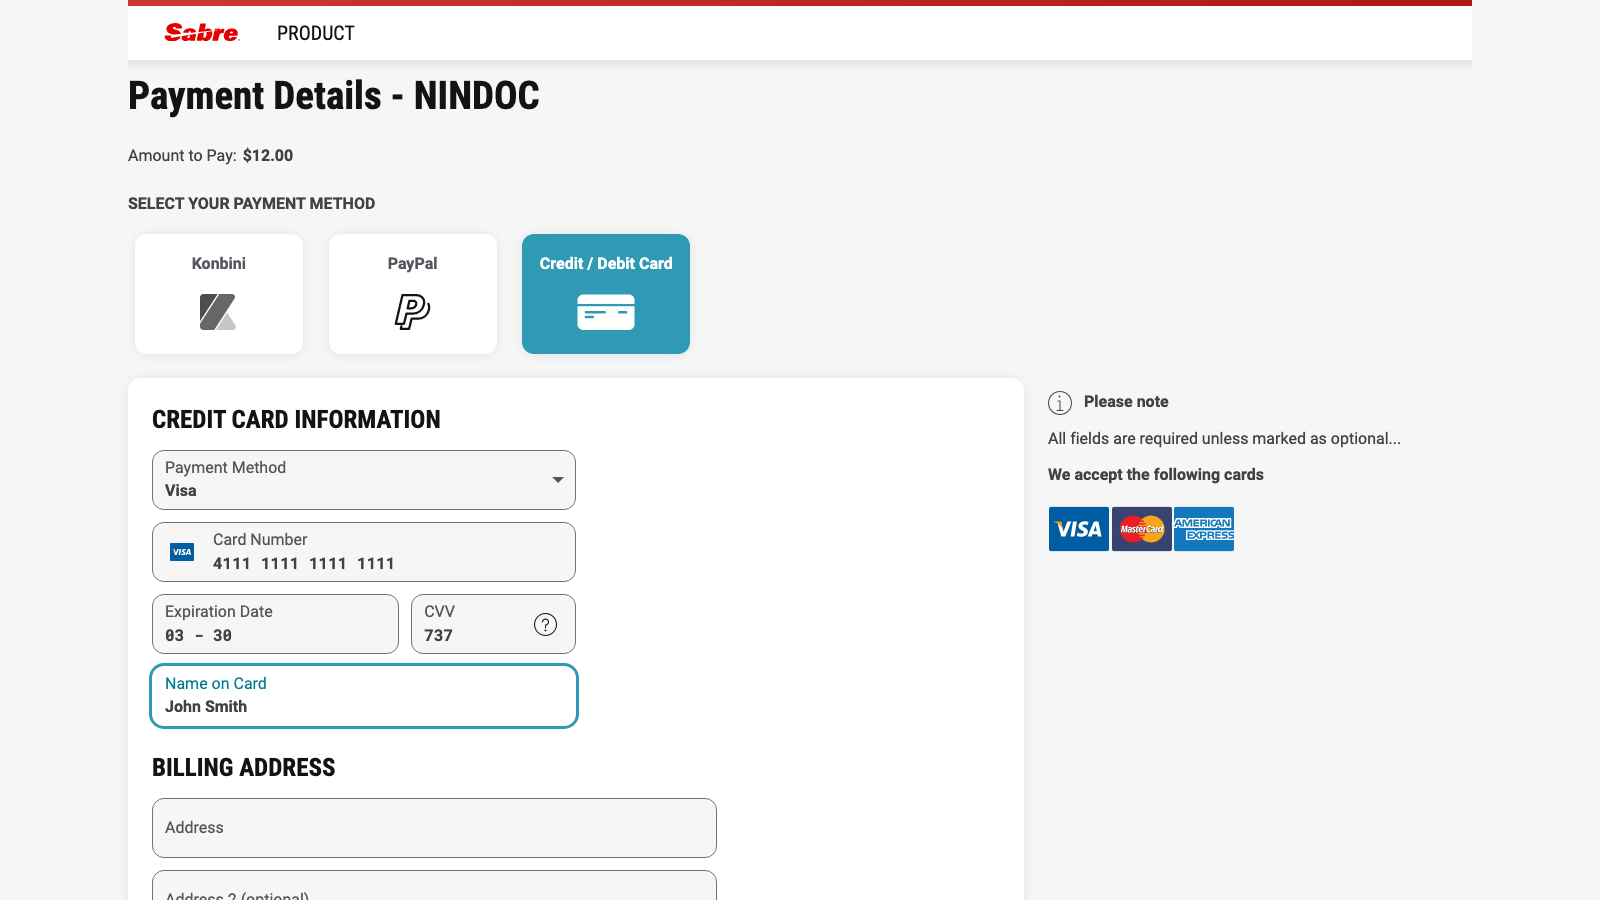 Sabre PRODUCT
Payment Details - NINDOC
Amount to Pay: $12.00
SELECT YOUR PAYMENT METHOD
Konbini
PayPal
Credit / Debit Card
CREDIT CARD INFORMATION
Payment Method
Visa
VISA
Card Number
4111 1111 1111 1111
Expiration Date
03 - 30
CVV
737
?
Name on Card
John Smith
BILLING ADDRESS
Address
Address 2 (optional)
Please note
All fields are required unless marked as optional...
We accept the following cards
VISA
MasterCard
AMERICAN
EXPRESS